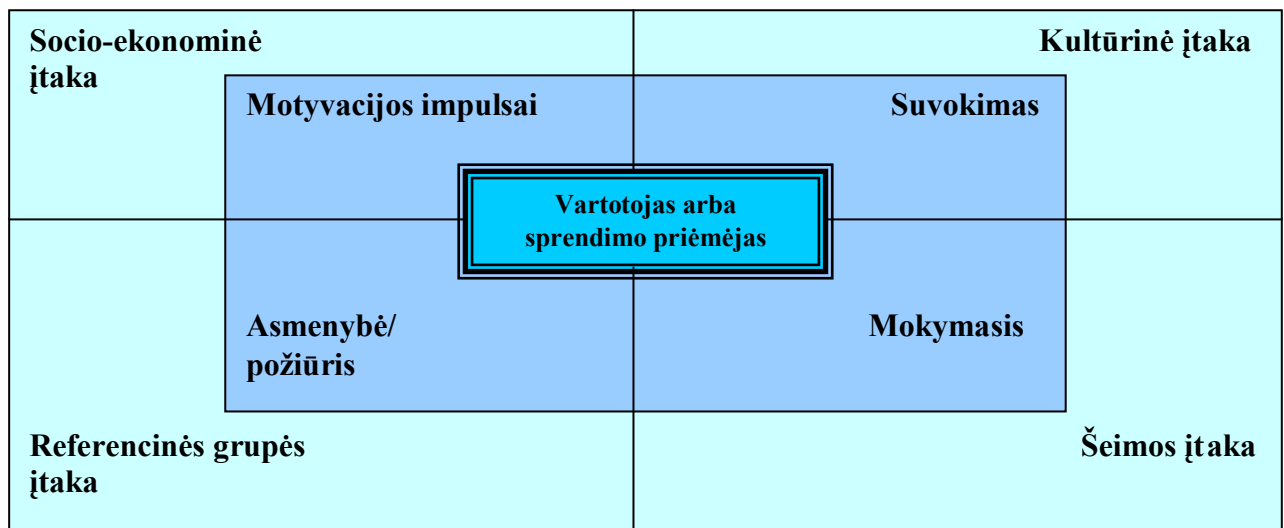 Socio-ekonominė
įtaka
Kultūrinė įtaka
Motyvacijos impulsai
Suvokimas
Vartotojas arba
sprendimo priėmėjas
Asmenybė/
požiūris
Mokymasis
Referencinės grupės
įtaka
Šeimos įtaka